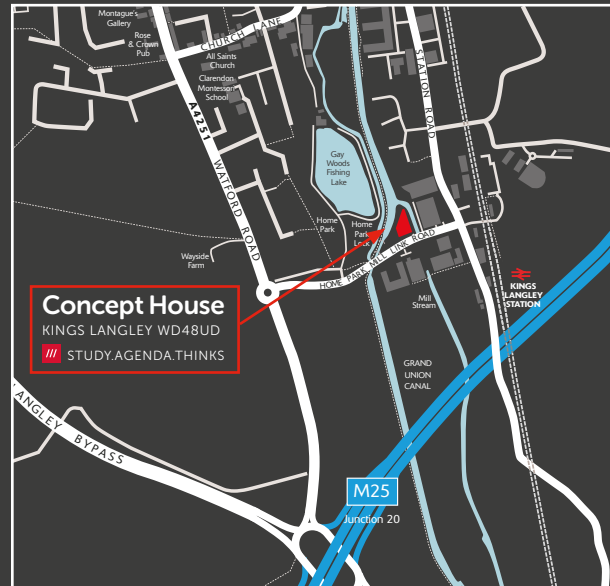 Montague's
Gallery
Rose
& Crown
Pub
CHURCH LANE
All Saints
Church
Clarendon
Montessori
School
A4251 WATFORD ROAD
STATION ROAD
Gay
Woods
Fishing
Lake
Home
Park
Home
Park
Lock
HOME PARK MILL LINK ROAD
Wayside
Farm
KINGS
LANGLEY
STATION
Mill
Stream
Concept House
KINGS LANGLEY WD48UD
/// STUDY.AGENDA.THINKS
GRAND
UNION
CANAL
LANGLEY BYPASS
M25
Junction 20